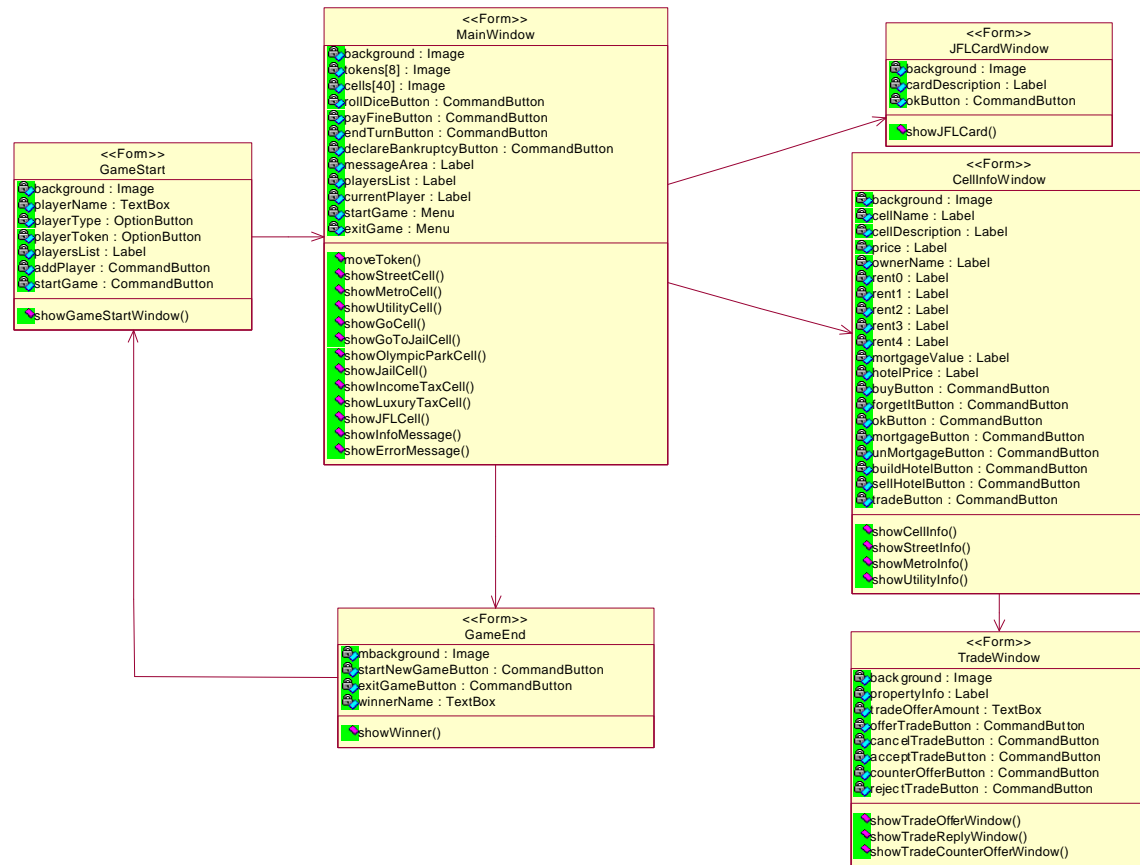 <<Form>>
GameStart
background : Image
playerName : TextBox
playerType : OptionButton
playerToken : OptionButton
playersList : Label
addPlayer : CommandButton
startGame : CommandButton
showGameStartWindow()
<<Form>>
MainWindow
background : Image
tokens[8] : Image
cells[40] : Image
rollDiceButton : CommandButton
payFineButton : CommandButton
endTurnButton : CommandButton
declareBankruptcyButton : CommandButton
messageArea : Label
playersList : Label
currentPlayer : Label
startGame : Menu
exitGame : Menu
moveToken()
showStreetCell()
showMetroCell()
showUtilityCell()
showGoCell()
showGoToJailCell()
showOlympicParkCell()
showJailCell()
showIncomeTaxCell()
showLuxuryTaxCell()
showJFLCell()
showInfoMessage()
showErrorMessage()
<<Form>>
JFLCardWindow
background : Image
cardDescription : Label
okButton : CommandButton
showJFLCard()
<<Form>>
CellInfoWindow
background : Image
cellName : Label
cellDescription : Label
price : Label
ownerName : Label
rent0 : Label
rent1 : Label
rent2 : Label
rent3 : Label
rent4 : Label
mortgageValue : Label
hotelPrice : Label
buyButton : CommandButton
forgetItButton : CommandButton
okButton : CommandButton
mortgageButton : CommandButton
unMortgageButton : CommandButton
buildHotelButton : CommandButton
sellHotelButton : CommandButton
tradeButton : CommandButton
showCellInfo()
showStreetInfo()
showMetroInfo()
showUtilityInfo()
<<Form>>
GameEnd
mbackground : Image
startNewGameButton : CommandButton
exitGameButton : CommandButton
winnerName : TextBox
showWinner()
<<Form>>
TradeWindow
background : Image
propertyInfo : Label
tradeOfferAmount : TextBox
offerTradeButton : CommandButton
cancelTradeButton : CommandButton
acceptTradeButton : CommandButton
counterOfferButton : CommandButton
rejectTradeButton : CommandButton
showTradeOfferWindow()
showTradeReplyWindow()
showTradeCounterOfferWindow()